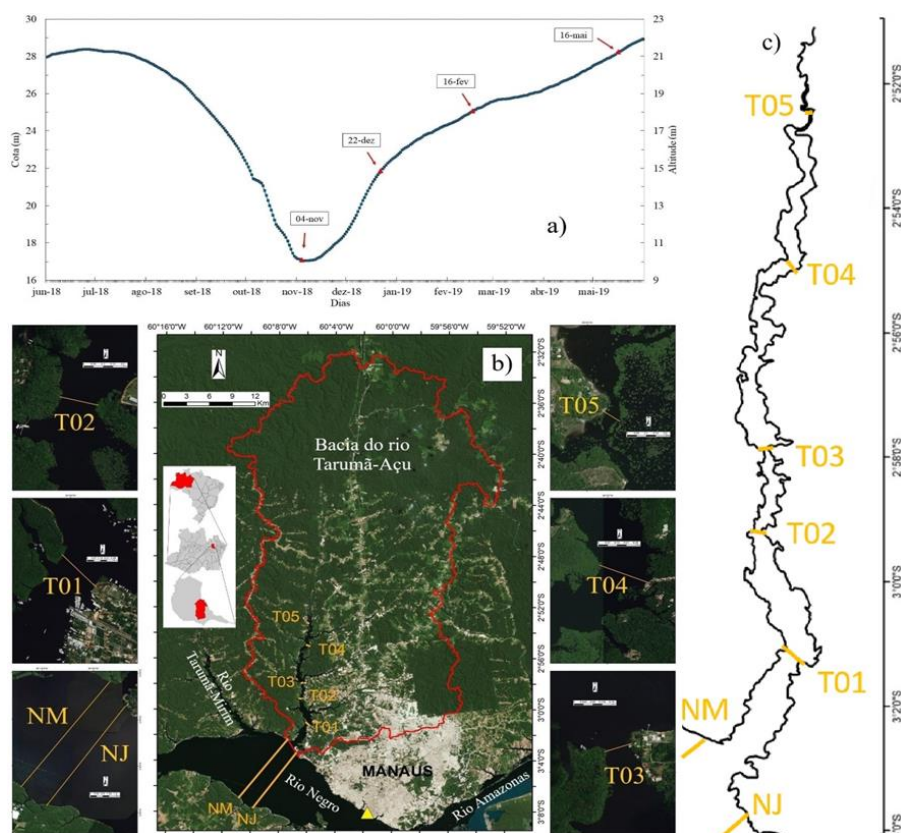 30
28
26
24
22
20
18
16
Cota (m)
23
21
19
17
15
13
11
9
Altitude (m)
16-mai
16-fev
22-dez
04-nov
a)
jun-18 jul-18 ago-18 set-18 out-18 nov-18 dez-18 jan-19 fev-19 mar-19 abr-19 mai-19
Dias
T02
T01
NM
NJ
60°16'0"W 60°12'0"W 60°8'0"W 60°4'0"W 60°0'0"W 59°56'0"W 59°52'0"W
N
0 3 6 9 12
Km
b)
Bacia do rio
Tarumã-Açu
T05
T04
T03
T02
T01
Rio
Tarumã-Mirim
MANAUS
Rio Negro
Rio Amazonas
NM
NJ
2°32'0"S
2°36'0"S
2°40'0"S
2°44'0"S
2°48'0"S
2°52'0"S
2°56'0"S
3°0'0"S
3°4'0"S
3°8'0"S
T05
T04
T03
c)
T05
T04
T03
T02
T01
NM
NJ
2°52'0"S
2°54'0"S
2°56'0"S
2°58'0"S
3°0'0"S
3°2'0"S